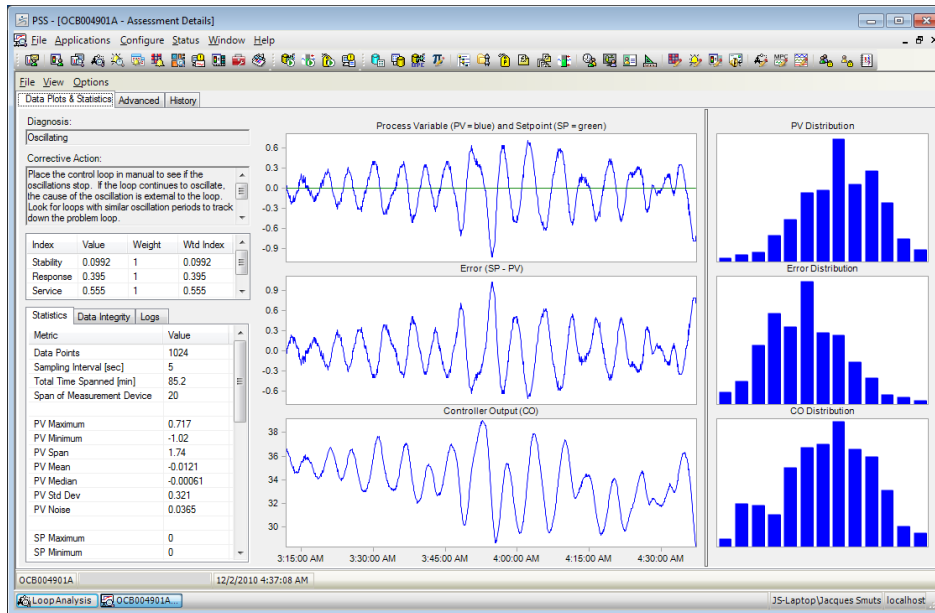 PSS - [OCB004901A - Assessment Details]
File Applications Configure Status Window Help
File View Options
Data Plots & Statistics Advanced History
Diagnosis:
Oscillating
Corrective Action:
Place the control loop in manual to see if the
oscillations stop. If the loop continues to oscillate,
the cause of the oscillation is external to the loop.
Look for loops with similar oscillation periods to track
down the problem loop.
Index Value Weight Wtd Index
Stability 0.0992 1 0.0992
Response 0.395 1 0.395
Service 0.555 1 0.555
Statistics Data Integrity Logs
Metric Value
Data Points 1024
Sampling Interval [sec] 5
Total Time Spanned [min] 85.2
Span of Measurement Device 20
PV Maximum 0.717
PV Minimum -1.02
PV Span 1.74
PV Mean -0.0121
PV Median -0.00061
PV Std Dev 0.321
PV Noise 0.0365
SP Maximum 0
SP Minimum 0
Process Variable (PV = blue) and Setpoint (SP = green)
0.6
0.3
0.0
-0.3
-0.6
-0.9
Error (SP - PV)
0.9
0.6
0.3
0.0
-0.3
-0.6
Controller Output (CO)
38
36
34
32
30
3:15:00 AM 3:30:00 AM 3:45:00 AM 4:00:00 AM 4:15:00 AM 4:30:00 AM
PV Distribution
Error Distribution
CO Distribution
OCB004901A 12/2/2010 4:37:08 AM
LoopAnalysis OCB004901A... JS-Laptop\Jacques Smuts localhost